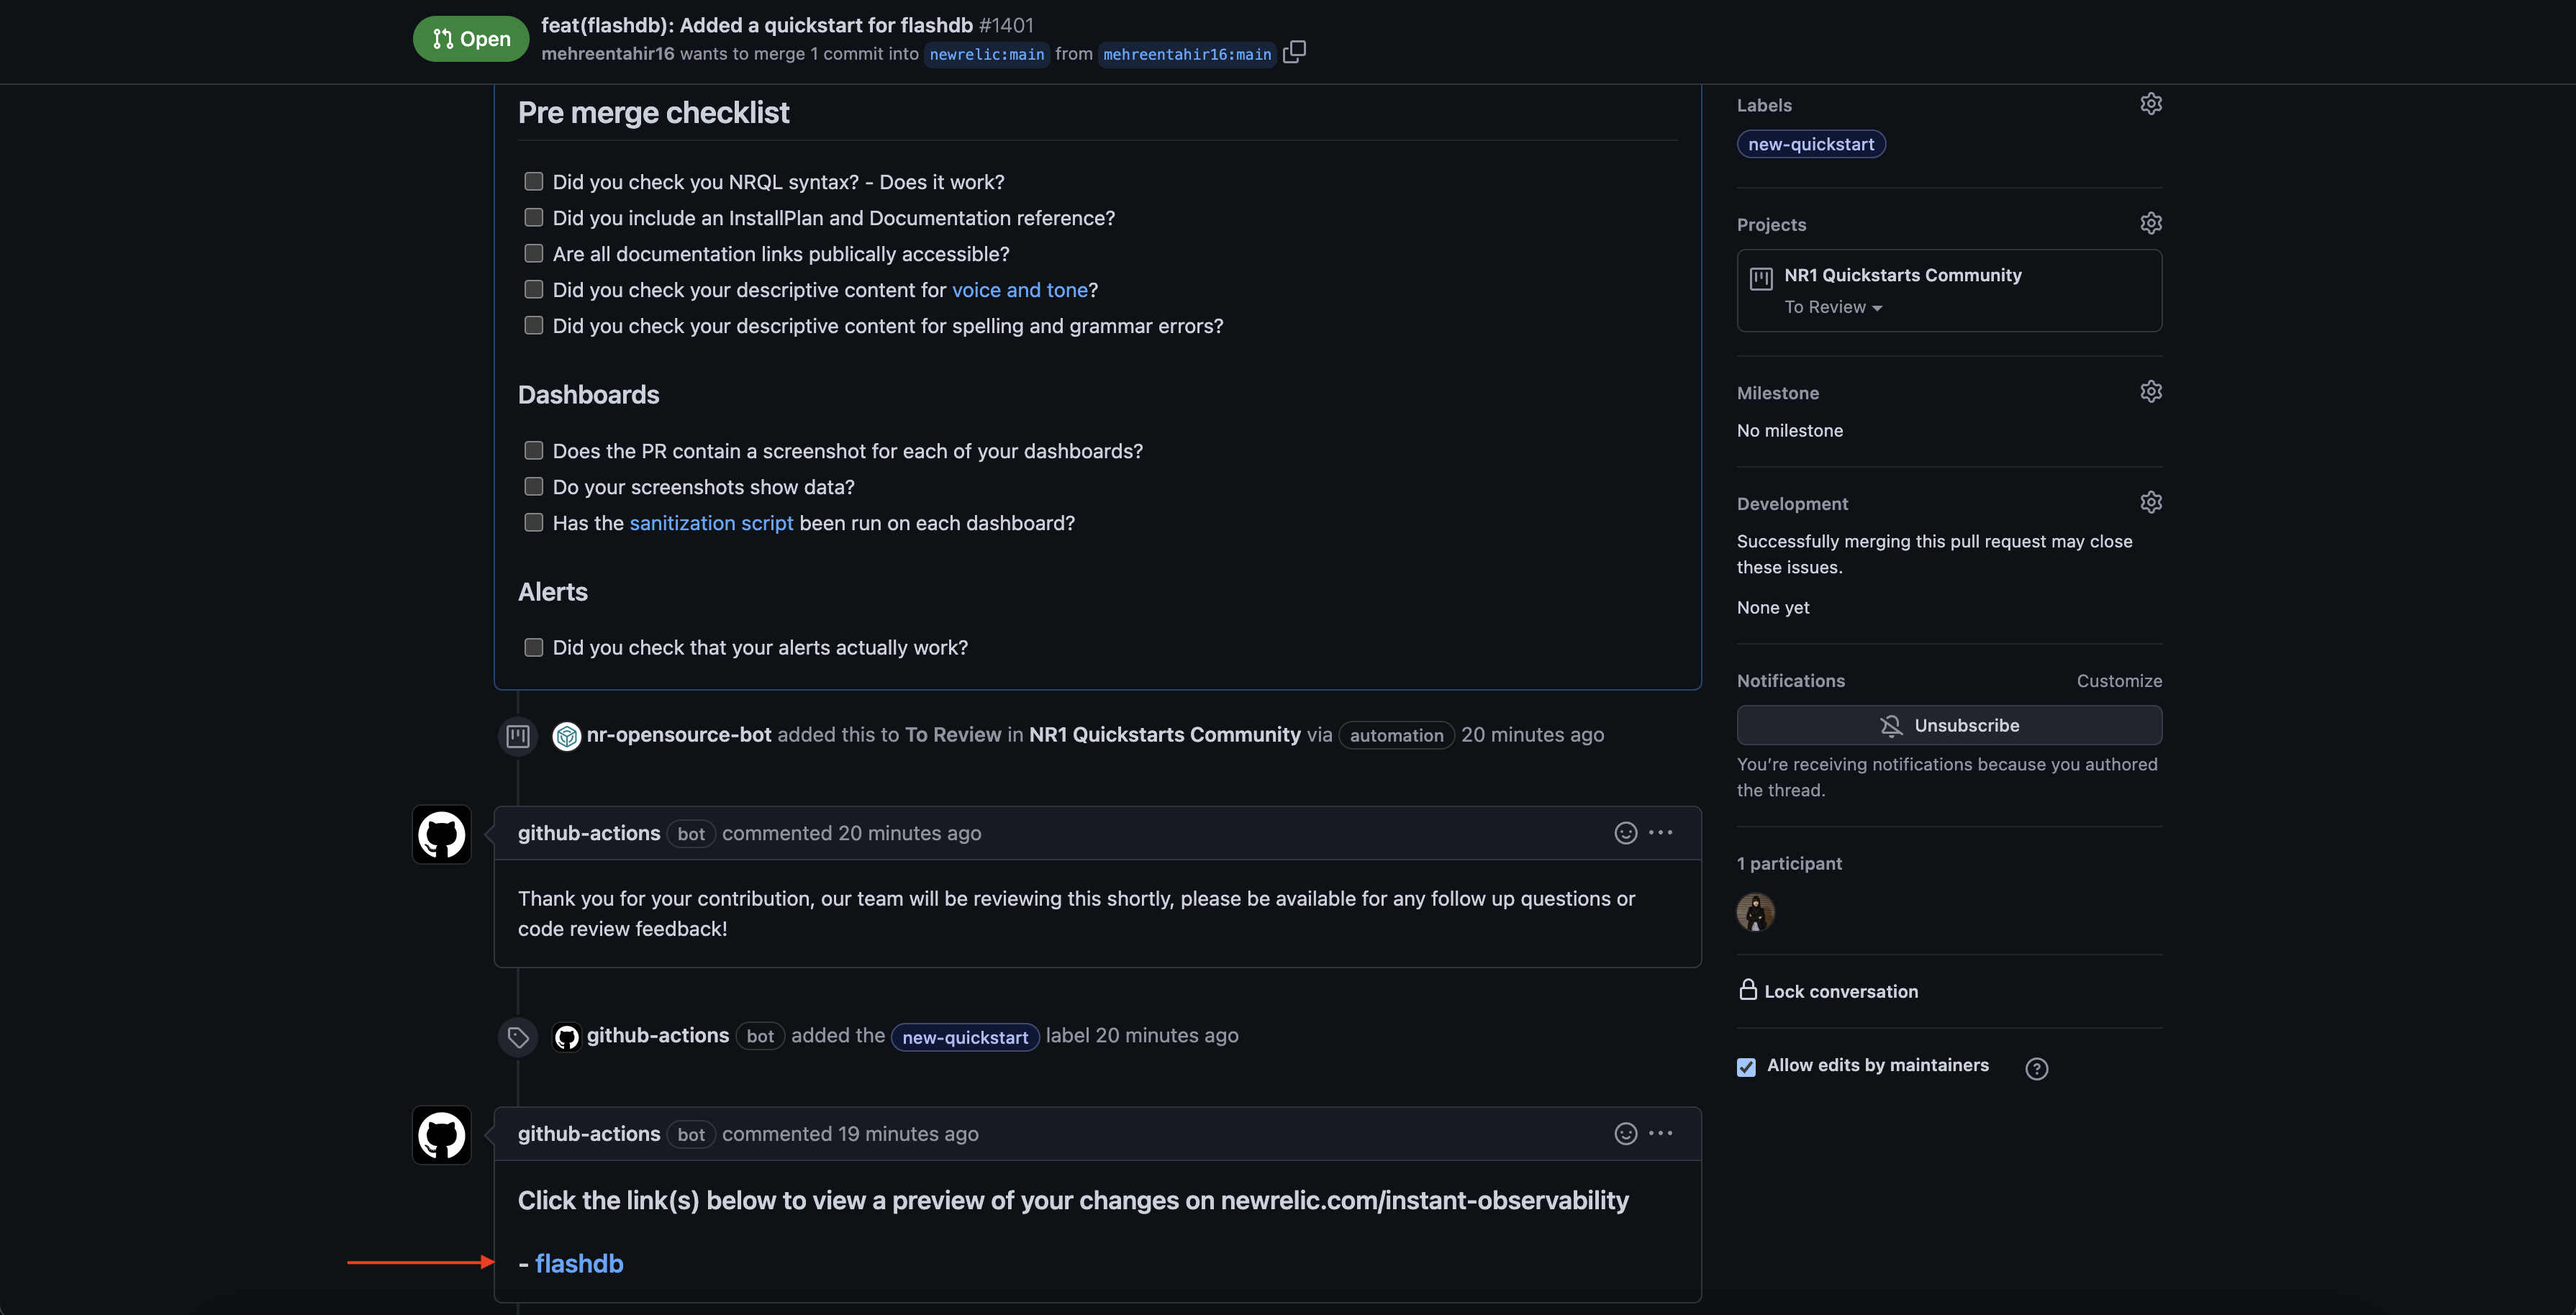 Open
feat(flashdb): Added a quickstart for flashdb #1401
mehreentahir16 wants to merge 1 commit into newrelic:main from mehreentahir16:main
Pre merge checklist
Did you check you NRQL syntax? - Does it work?
Did you include an InstallPlan and Documentation reference?
Are all documentation links publically accessible?
Did you check your descriptive content for voice and tone?
Did you check your descriptive content for spelling and grammar errors?
Dashboards
Does the PR contain a screenshot for each of your dashboards?
Do your screenshots show data?
Has the sanitization script been run on each dashboard?
Alerts
Did you check that your alerts actually work?
nr-opensource-bot added this to To Review in NR1 Quickstarts Community via automation 20 minutes ago
github-actions bot commented 20 minutes ago
Thank you for your contribution, our team will be reviewing this shortly, please be available for any follow up questions or
code review feedback!
github-actions bot added the new-quickstart label 20 minutes ago
github-actions bot commented 19 minutes ago
Click the link(s) below to view a preview of your changes on newrelic.com/instant-observability
- flashdb
Labels
new-quickstart
Projects
NR1 Quickstarts Community
To Review
Milestone
No milestone
Development
Successfully merging this pull request may close
these issues.
None yet
Notifications Customize
Unsubscribe
You’re receiving notifications because you authored
the thread.
1 participant
Lock conversation
Allow edits by maintainers ?